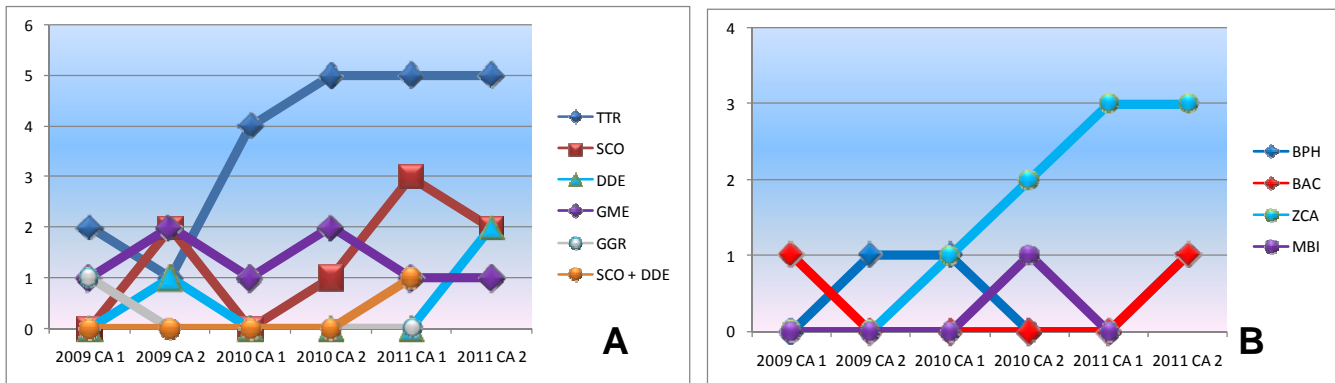 6
5
4
3
2
1
0
2009 CA 1 2009 CA 2 2010 CA 1 2010 CA 2 2011 CA 1 2011 CA 2
TTR
SCO
DDE
GME
GGR
SCO + DDE
A
4
3
2
1
0
2009 CA 1 2009 CA 2 2010 CA 1 2010 CA 2 2011 CA 1 2011 CA 2
BPH
BAC
ZCA
MBI
B